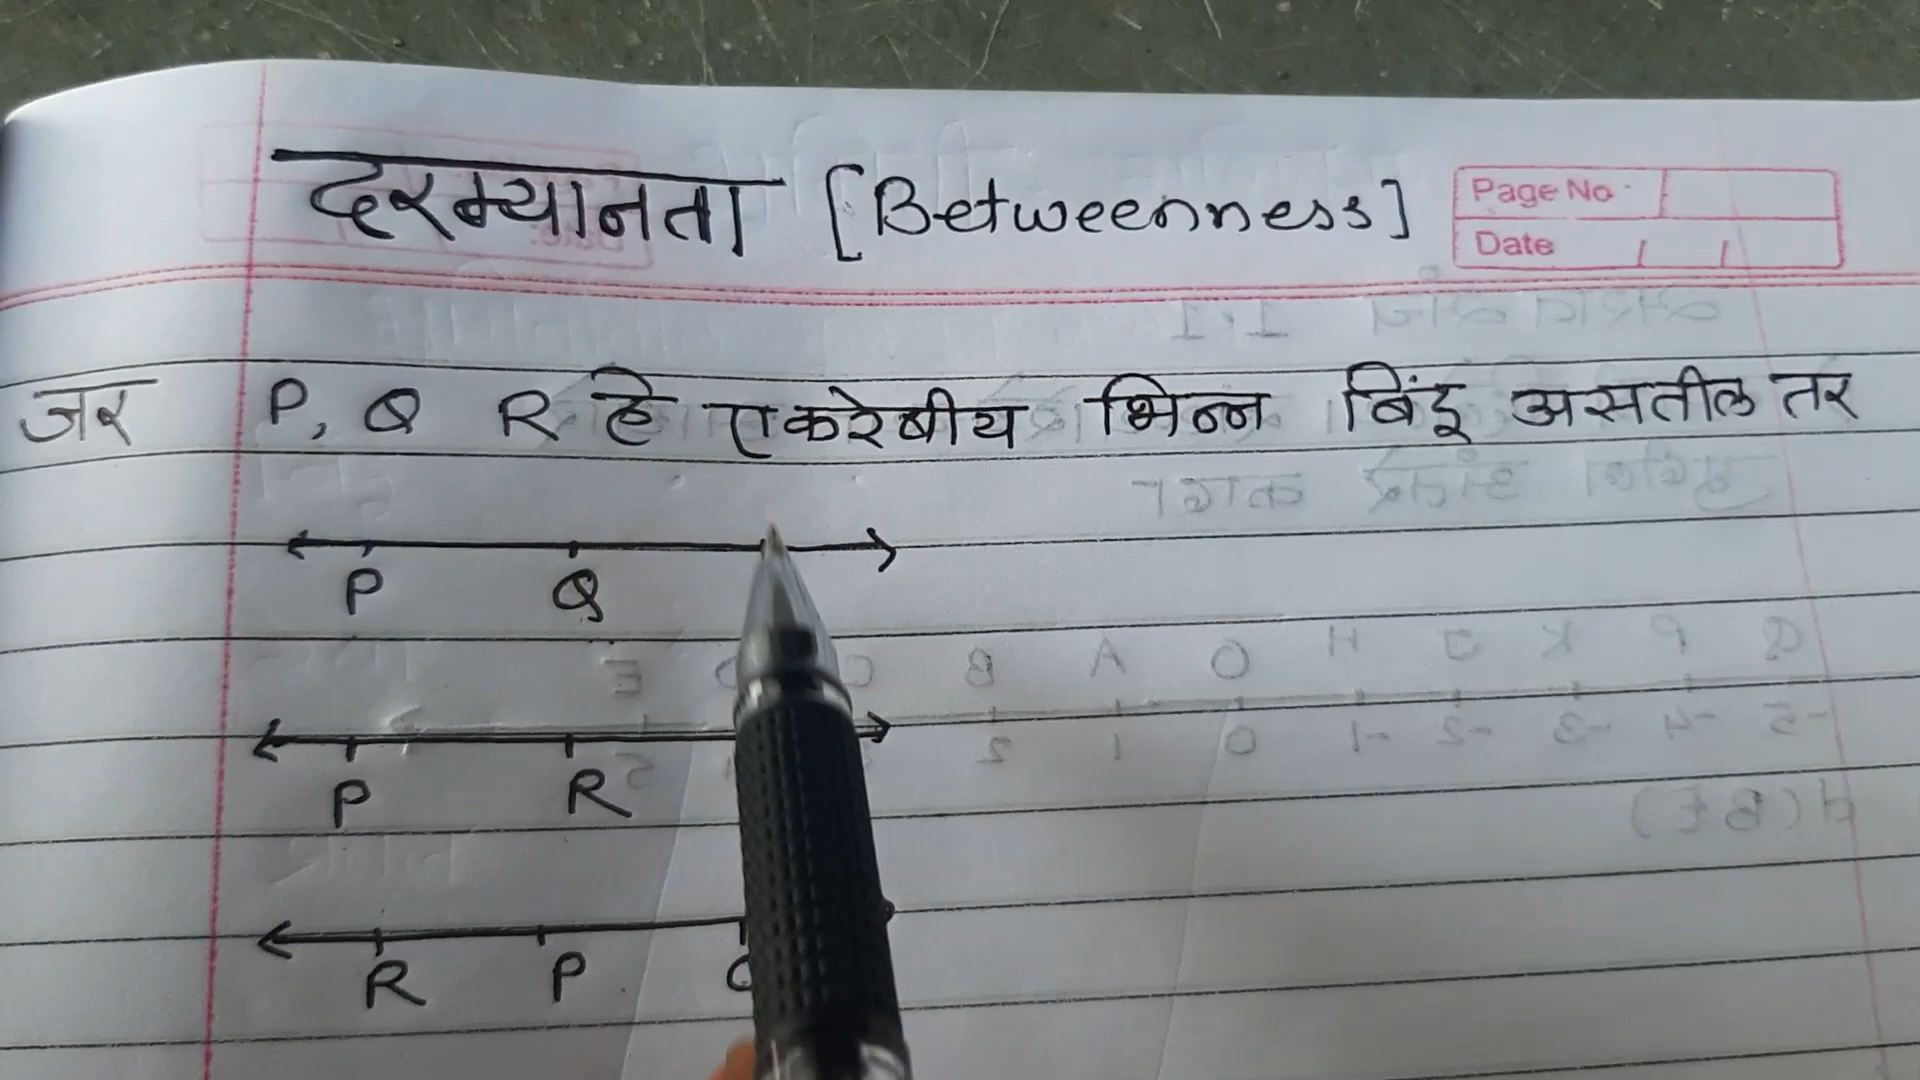 दरम्यानता [Betweenness]
Page No
Date / /
जर P, Q R हे एकरेषीय भिन्न बिंदू असतील तर
P Q
P R
R P